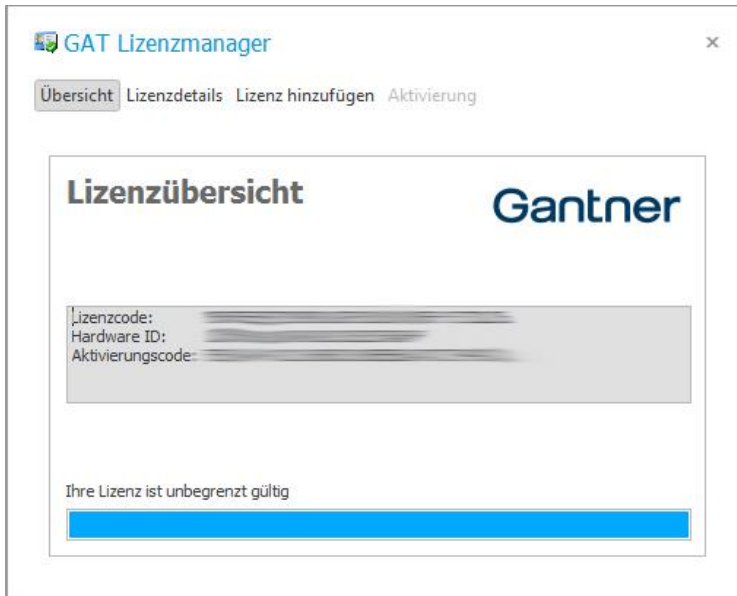 GAT Lizenzmanager
Übersicht Lizenzdetails Lizenz hinzufügen Aktivierung
Lizenzübersicht
Gantner
Lizenzcode:
Hardware ID:
Aktivierungscode:
Ihre Lizenz ist unbegrenzt gültig